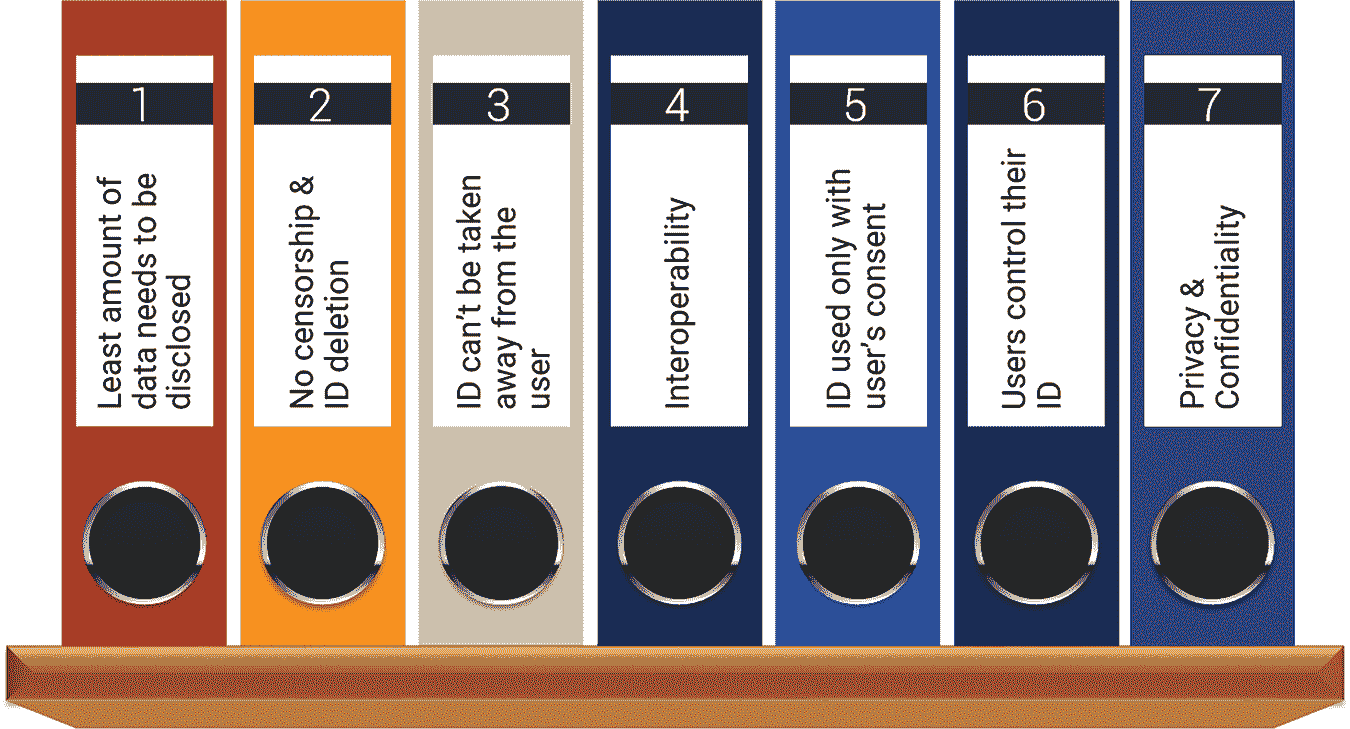 1
Least amount of
data needs to be
disclosed
2
No censorship &
ID deletion
3
ID can't be taken
away from the
user
4
Interoperability
5
ID used only with
user's consent
6
Users control their
ID
7
Privacy &
Confidentiality